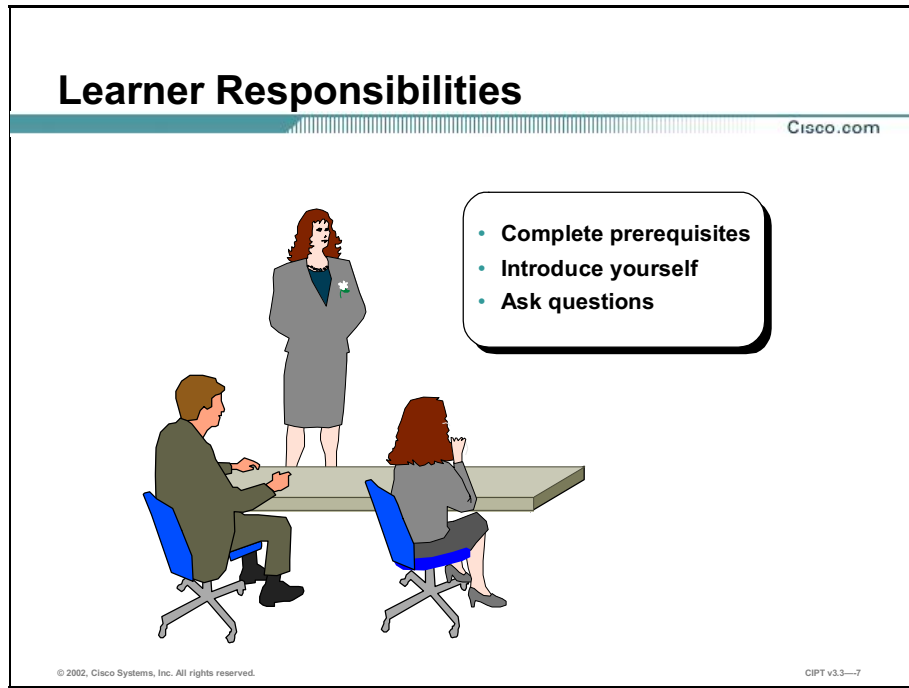 Learner Responsibilities
Cisco.com
• Complete prerequisites
• Introduce yourself
• Ask questions
© 2002, Cisco Systems, Inc. All rights reserved.
CIPT v3.3—7